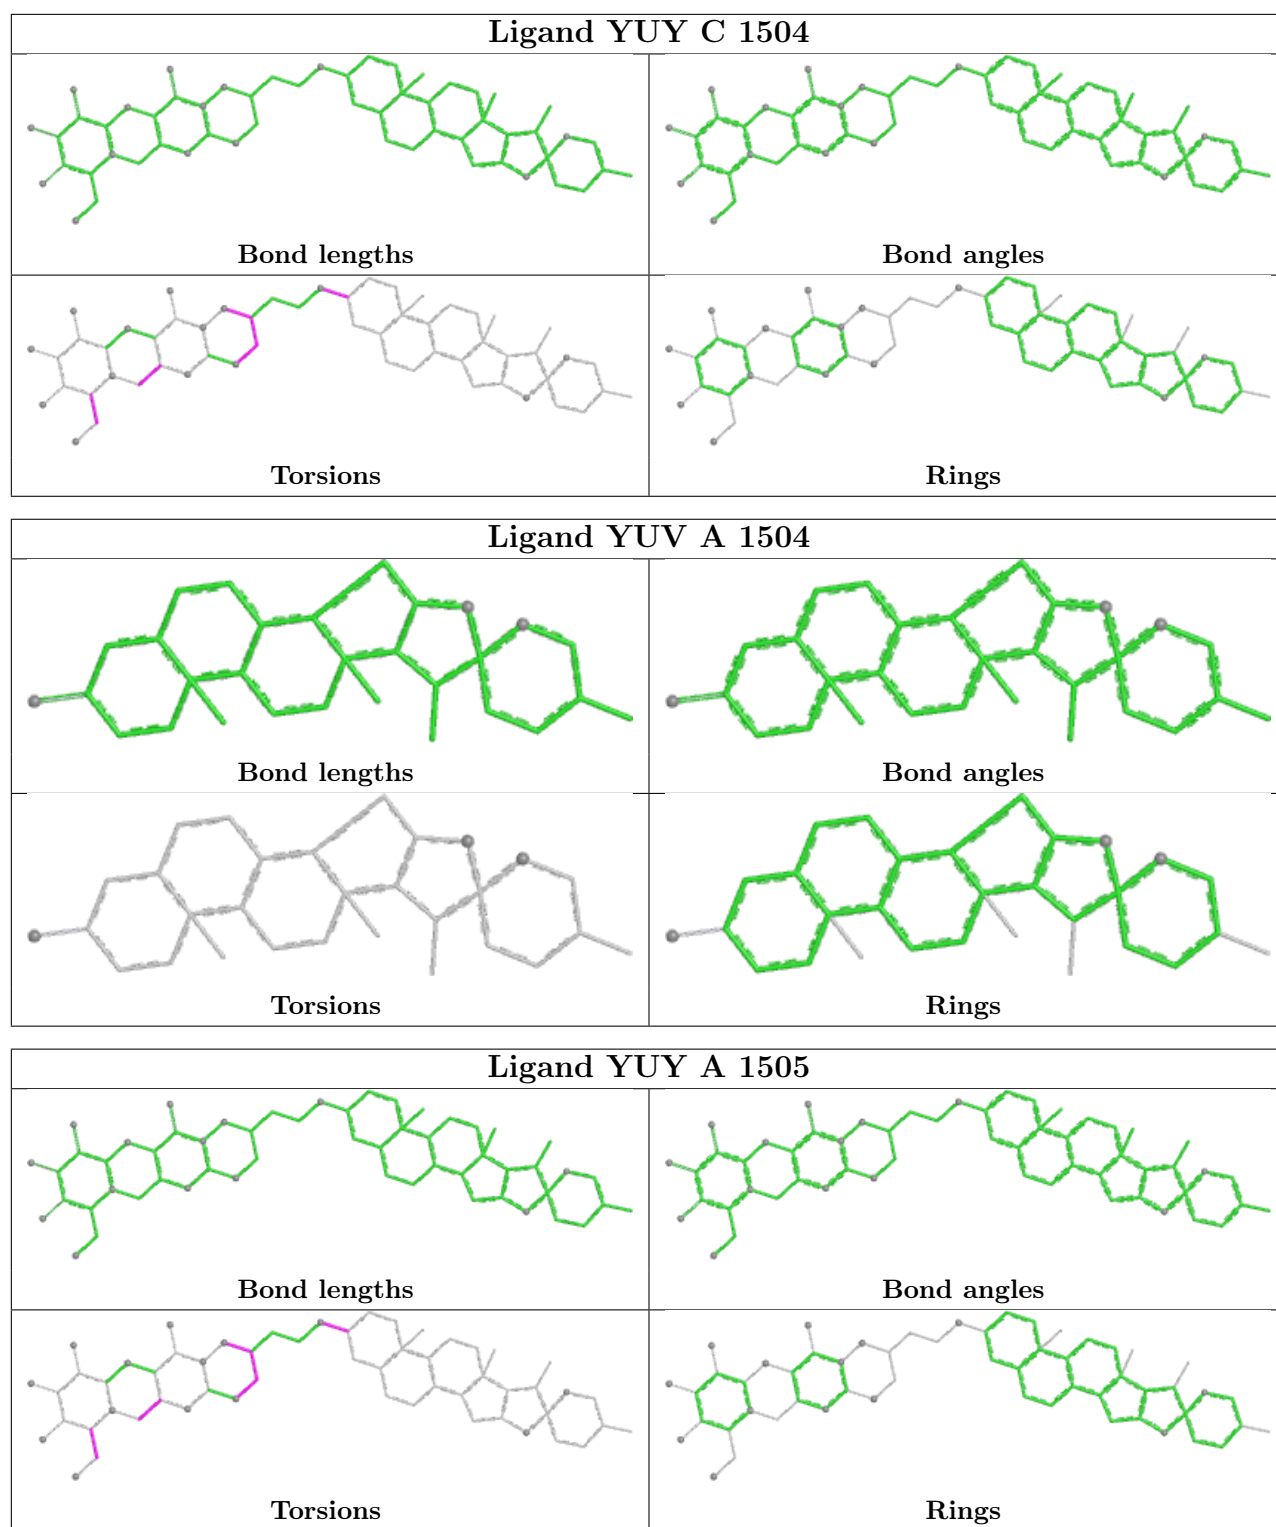 Ligand YUY C 1504
Bond lengths
Bond angles
Torsions
Rings
Ligand YUV A 1504
Bond lengths
Bond angles
Torsions
Rings
Ligand YUY A 1505
Bond lengths
Bond angles
Torsions
Rings